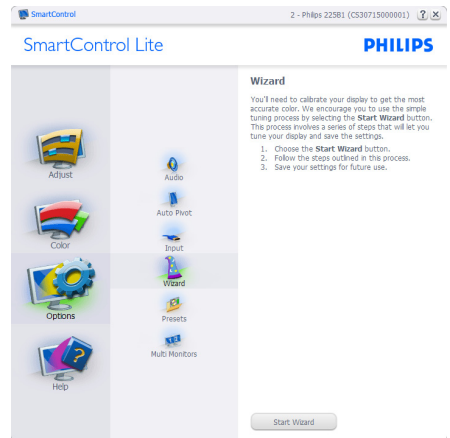 SmartControl
2 - Philips 225B1 (CS30715000001)
?
X
SmartControl Lite
PHILIPS
Wizard
You'll need to calibrate your display to get the most
accurate color. We encourage you to use the simple
tuning process by selecting the Start Wizard button.
This process involves a series of steps that will let you
tune your display and save the settings.
1. Choose the Start Wizard button.
2. Follow the steps outlined in this process.
3. Save your settings for future use.
Adjust
Color
Options
Help
Audio
Auto Pivot
Input
Wizard
Presets
Multi Monitors
Start Wizard